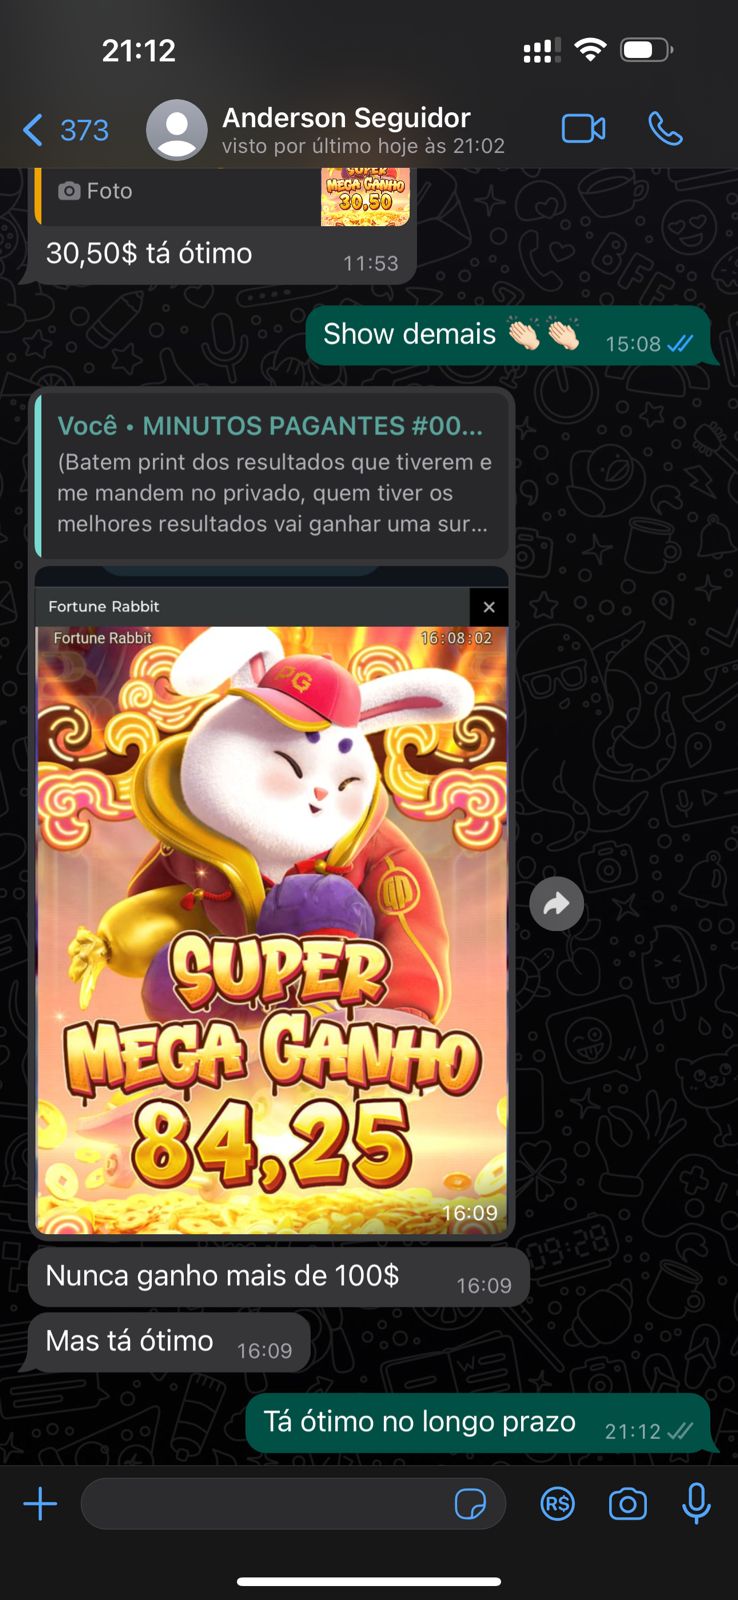 21:12
373
Anderson Seguidor
visto por último hoje às 21:02
Foto
SUPER
MEGA GANHO
30,50
30,50$ tá ótimo
11:53
Show demais 👏🏻👏🏻
15:08
Você • MINUTOS PAGANTES #00...
(Batem print dos resultados que tiverem e
me mandem no privado, quem tiver os
melhores resultados vai ganhar uma sur...
Fortune Rabbit
Fortune Rabbit
16:08:02
PG
SUPER
MEGA GANHO
84,25
16:09
Nunca ganho mais de 100$
16:09
Mas tá ótimo
16:09
Tá ótimo no longo prazo
21:12
R$